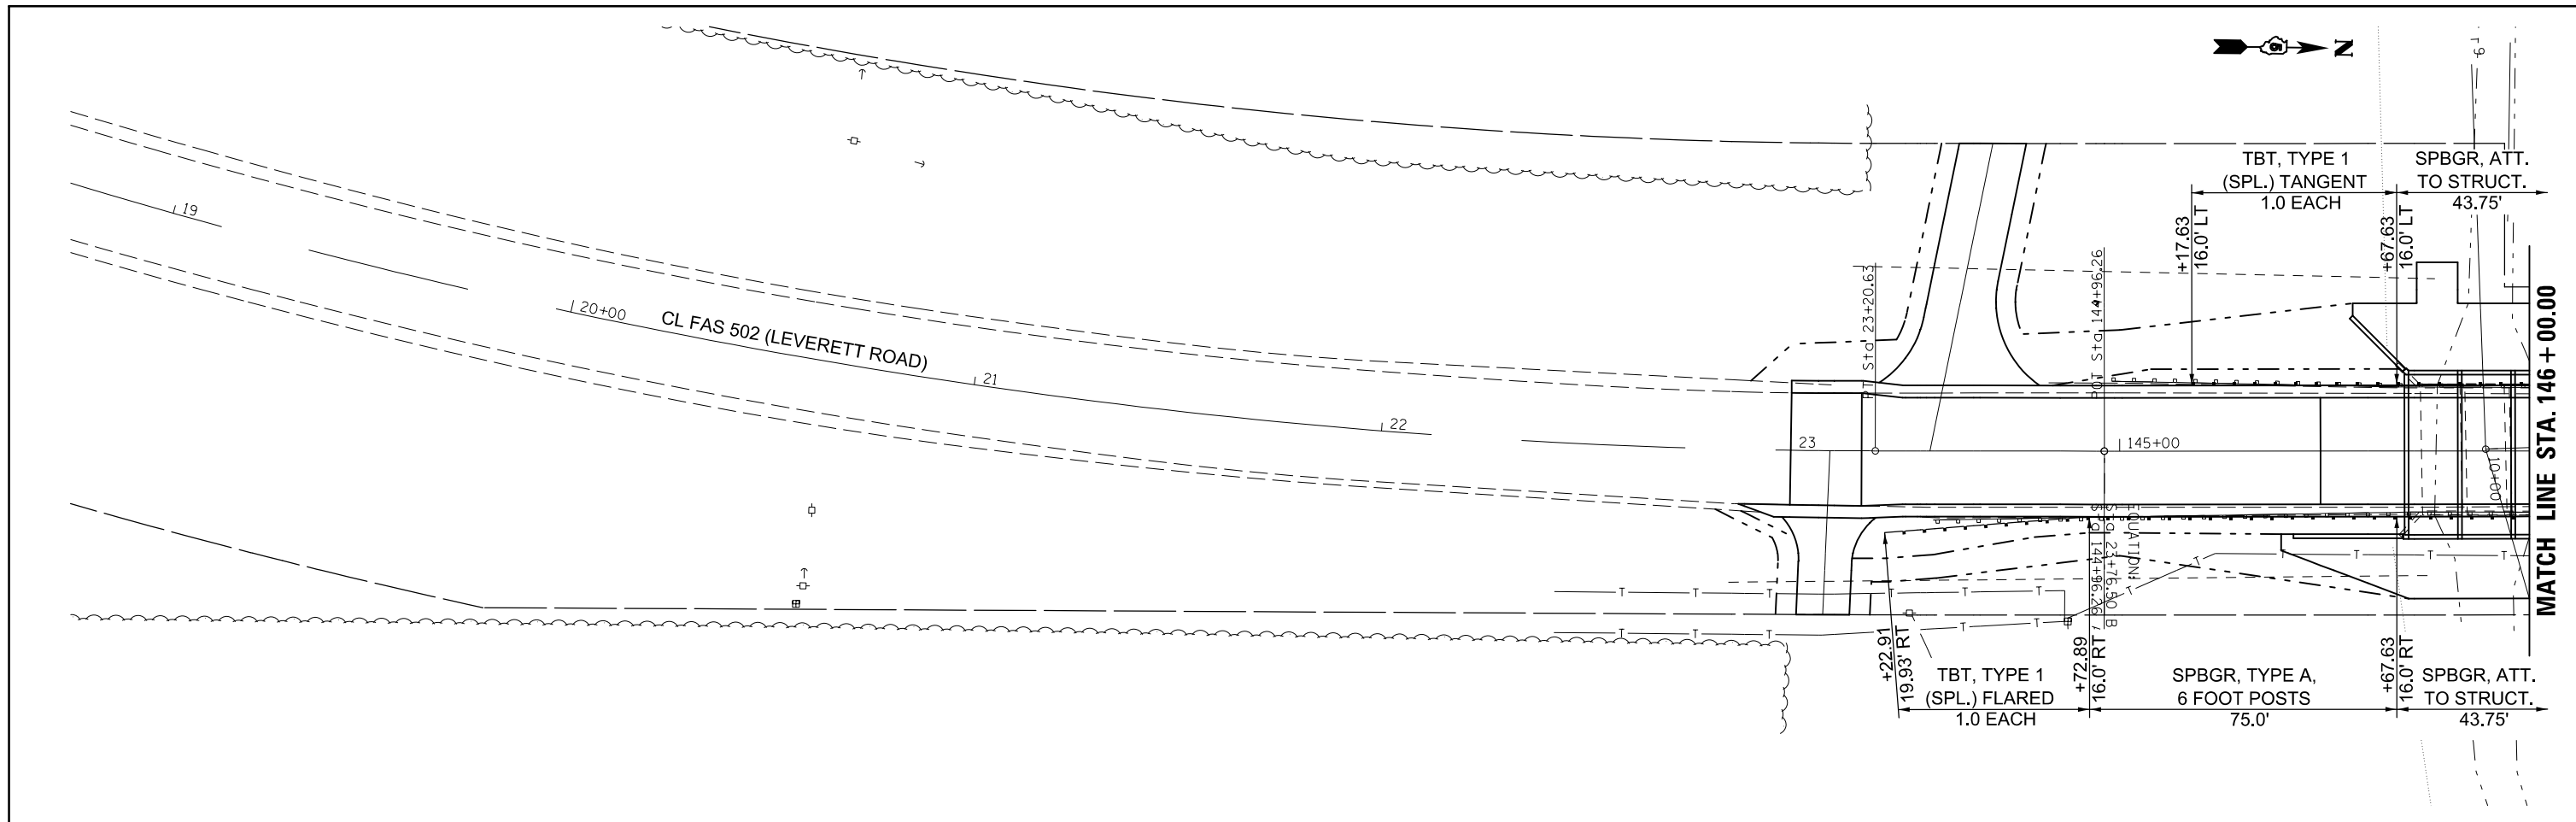 N
TBT, TYPE 1
(SPL.) TANGENT
1.0 EACH
SPBGR, ATT.
TO STRUCT.
43.75'
+17.63
16.0' LT
+67.63
16.0' LT
19
20+00
CL FAS 502 (LEVERETT ROAD)
21
22
23
PT Sta 23+20.63
POT Sta 144+96.26
145+00
10+00
MATCH LINE STA. 146+00.00
EQUATION:
Sta 23+76.50 B
Sta 144+96.26 A
T T T T T
T T T T T T
T T T T T T T
+22.91
19.93' RT
+72.89
16.0' RT
+67.63
16.0' RT
TBT, TYPE 1
(SPL.) FLARED
1.0 EACH
SPBGR, TYPE A,
6 FOOT POSTS
75.0'
SPBGR, ATT.
TO STRUCT.
43.75'